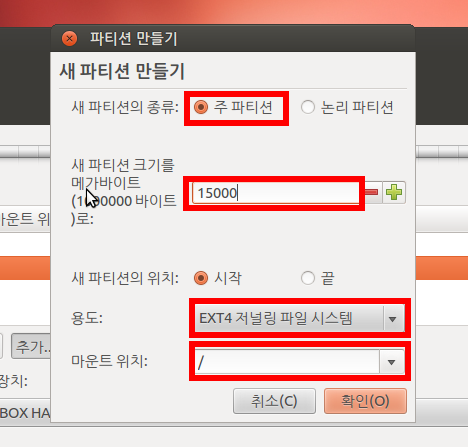 파티션 만들기
새 파티션 만들기
새 파티션의 종류: 주 파티션 논리 파티션
새 파티션 크기를
메가바이트
(1000000 바이트
)로:
15000
마운트 위
새 파티션의 위치: 시작 끝
용도: EXT4 저널링 파일 시스템
추가..
마운트 위치: /
장치:
취소(C) 확인(O)
BOX HA